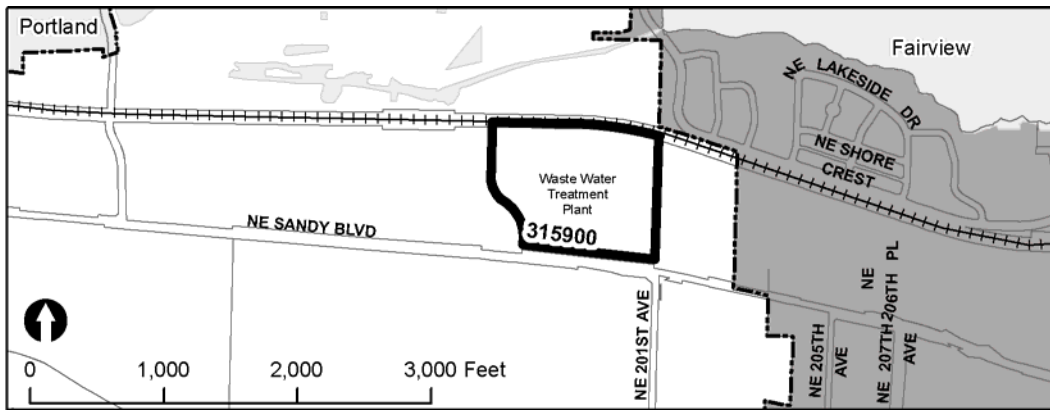 Portland
Fairview
NE LAKESIDE DR
NE SHORE
CREST
Waste Water
Treatment
Plant
315900
NE SANDY BLVD
NE 201ST AVE
NE 205TH
AVE
NE 206TH PL
NE 207TH
AVE
0 1,000 2,000 3,000 Feet